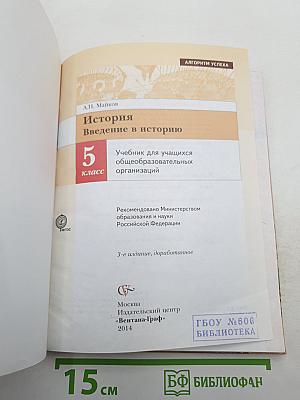 АЛГОРИТМ УСПЕХА
А.Н. Майков
История
Введение в историю
5
класс
Учебник для учащихся
общеобразовательных
организаций
Рекомендовано Министерством
образования и науки
Российской Федерации
3-е издание, доработанное
Москва
Издательский центр
«Вентана-Граф»
2014
ГБОУ №606
БИБЛИОТЕКА
15 см
БФ БИБЛИОФАН